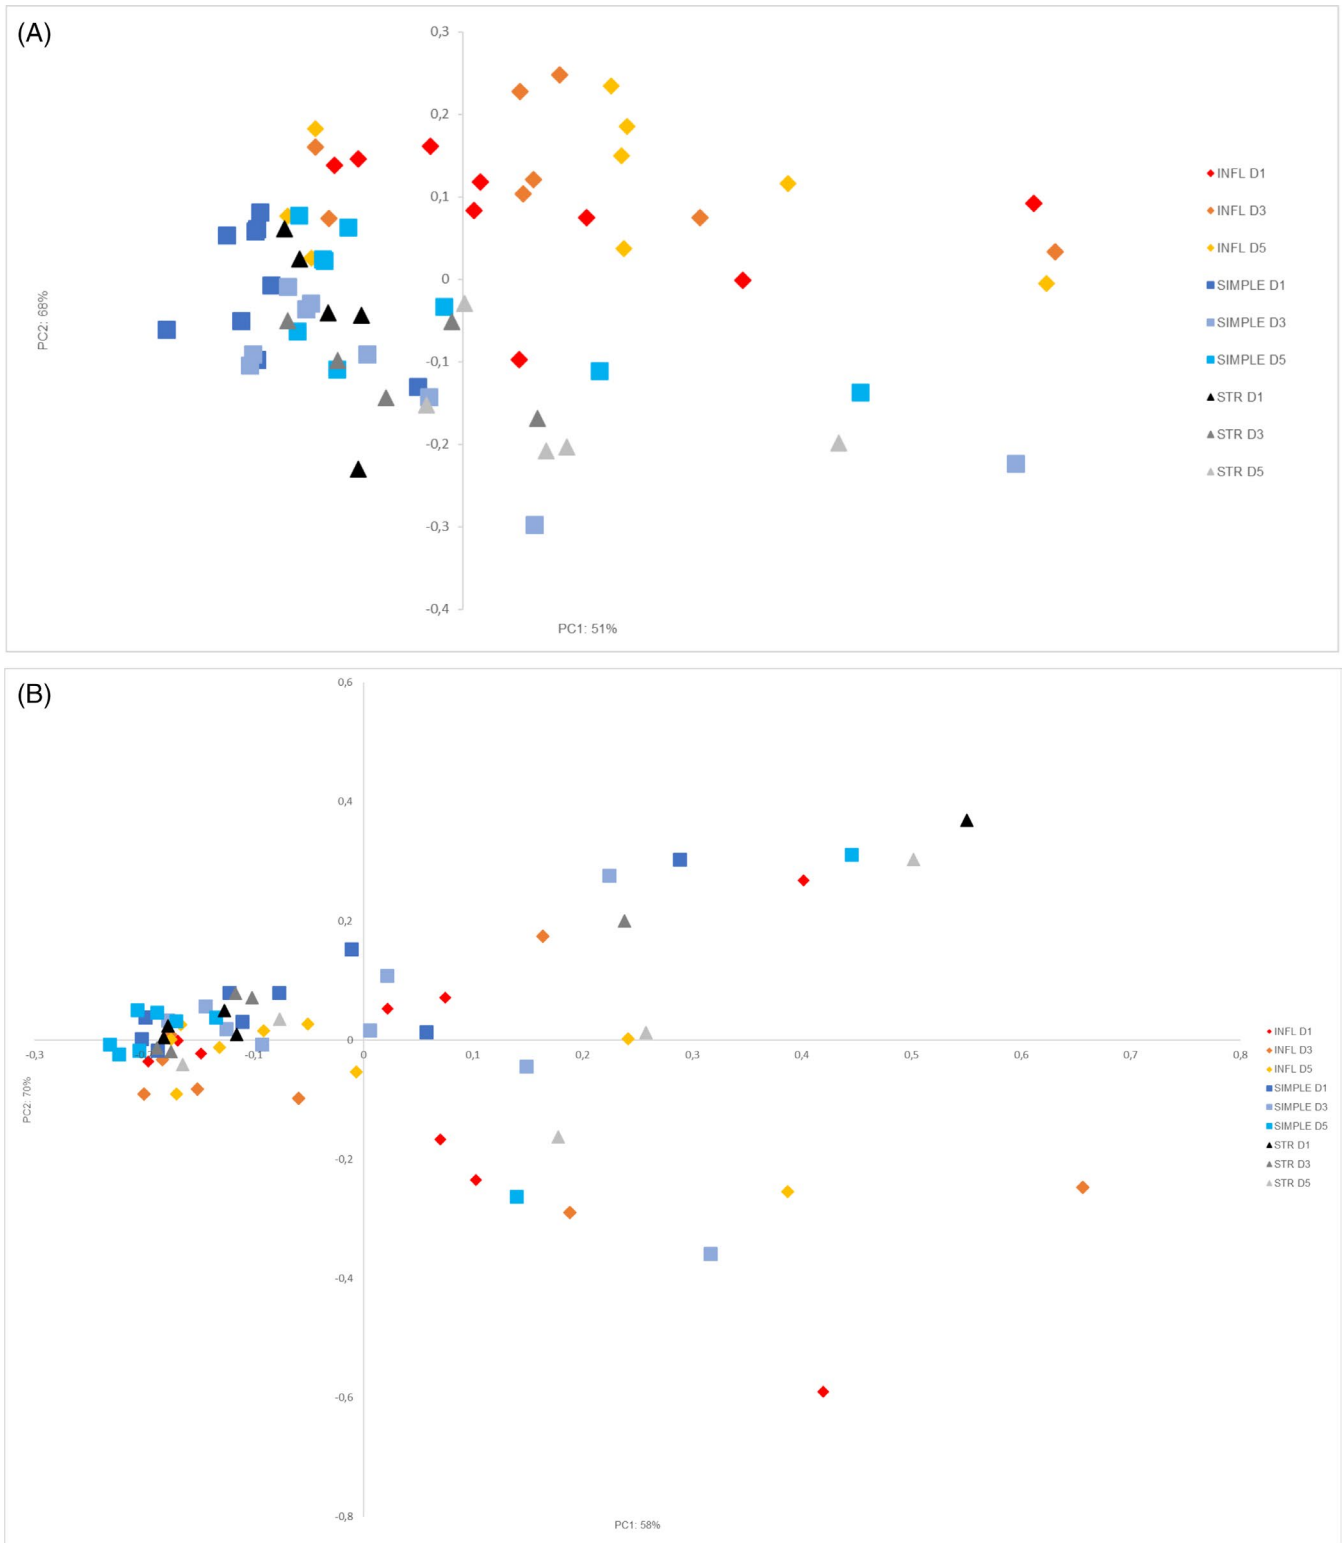 (A)
0,3
0,2
0,1
0
-0,1
-0,2
-0,3
-0,4
PC2: 68%
PC1: 51%
INFL D1
INFL D3
INFL D5
SIMPLE D1
SIMPLE D3
SIMPLE D5
STR D1
STR D3
STR D5
(B)
0,6
0,4
0,2
0
-0,2
-0,4
-0,6
-0,8
-0,3
-0,1
0,1
0,2
0,3
0,4
0,5
0,6
0,7
0,8
PC2: 70%
PC1: 58%
INFL D1
INFL D3
INFL D5
SIMPLE D1
SIMPLE D3
SIMPLE D5
STR D1
STR D3
STR D5